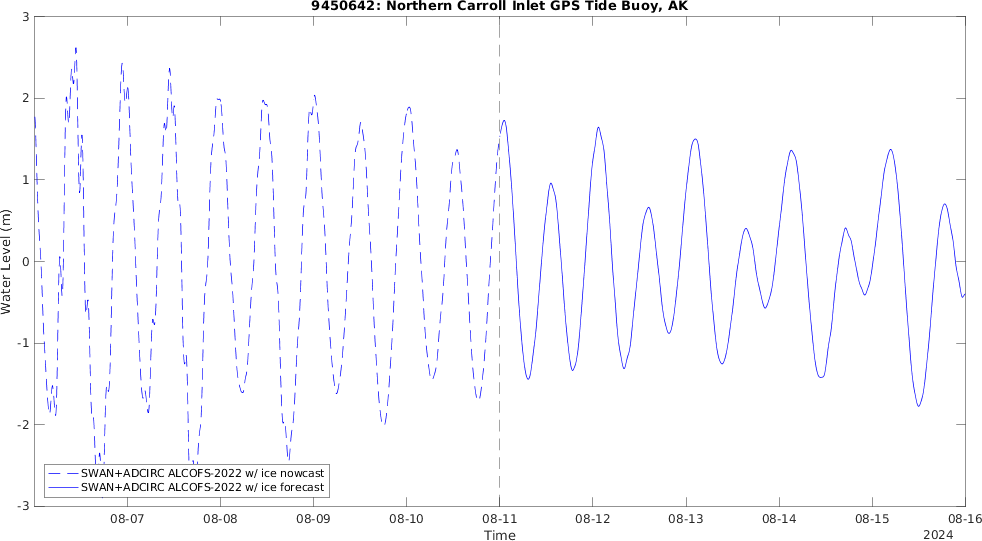 9450642: Northern Carroll Inlet GPS Tide Buoy, AK
Water Level (m)
3
2
1
0
-1
-2
-3
SWAN+ADCIRC ALCOFS-2022 w/ ice nowcast
SWAN+ADCIRC ALCOFS-2022 w/ ice forecast
08-07 08-08 08-09 08-10 08-11 08-12 08-13 08-14 08-15 08-16
Time
2024